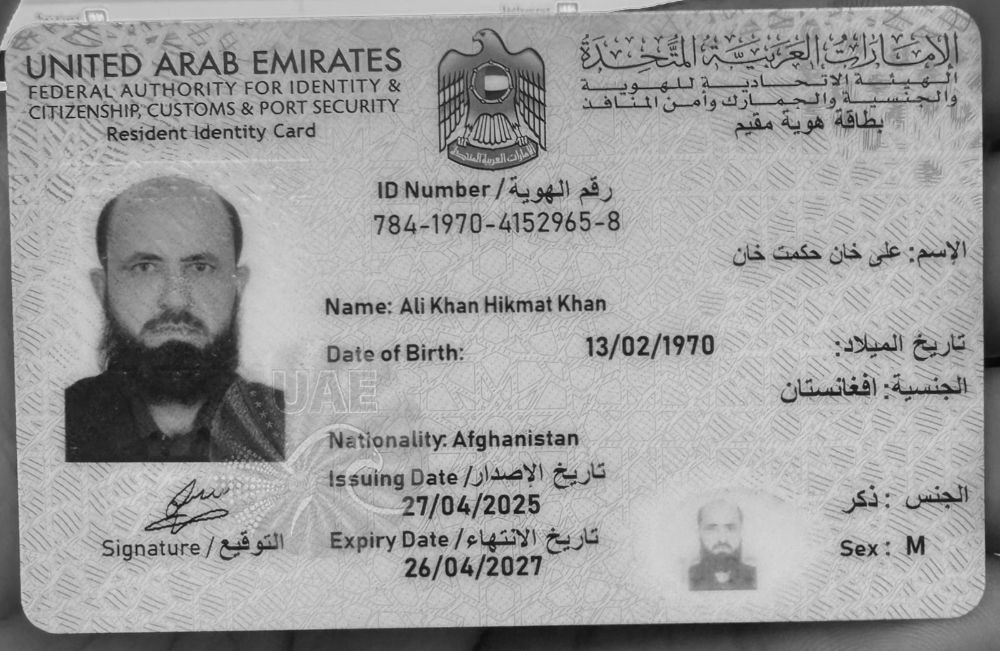 UNITED ARAB EMIRATES
FEDERAL AUTHORITY FOR IDENTITY &
CITIZENSHIP, CUSTOMS & PORT SECURITY
Resident Identity Card
الإمارات العربية المتحدة
الهيئة الاتحادية للهوية
والجنسية والجمارك وأمن المنافذ
بطاقة هوية مقيم
الإمارات العربية المتحدة
ID Number / رقم الهوية
784-1970-4152965-8
الإسم: على خان حكمت خان
Name: Ali Khan Hikmat Khan
Date of Birth: 13/02/1970 تاريخ الميلاد:
الجنسية: افغانستان
UAE
Nationality: Afghanistan
Issuing Date / تاريخ الإصدار
27/04/2025
Expiry Date / تاريخ الانتهاء
26/04/2027
الجنس : ذكر
Sex : M
Signature / التوقيع